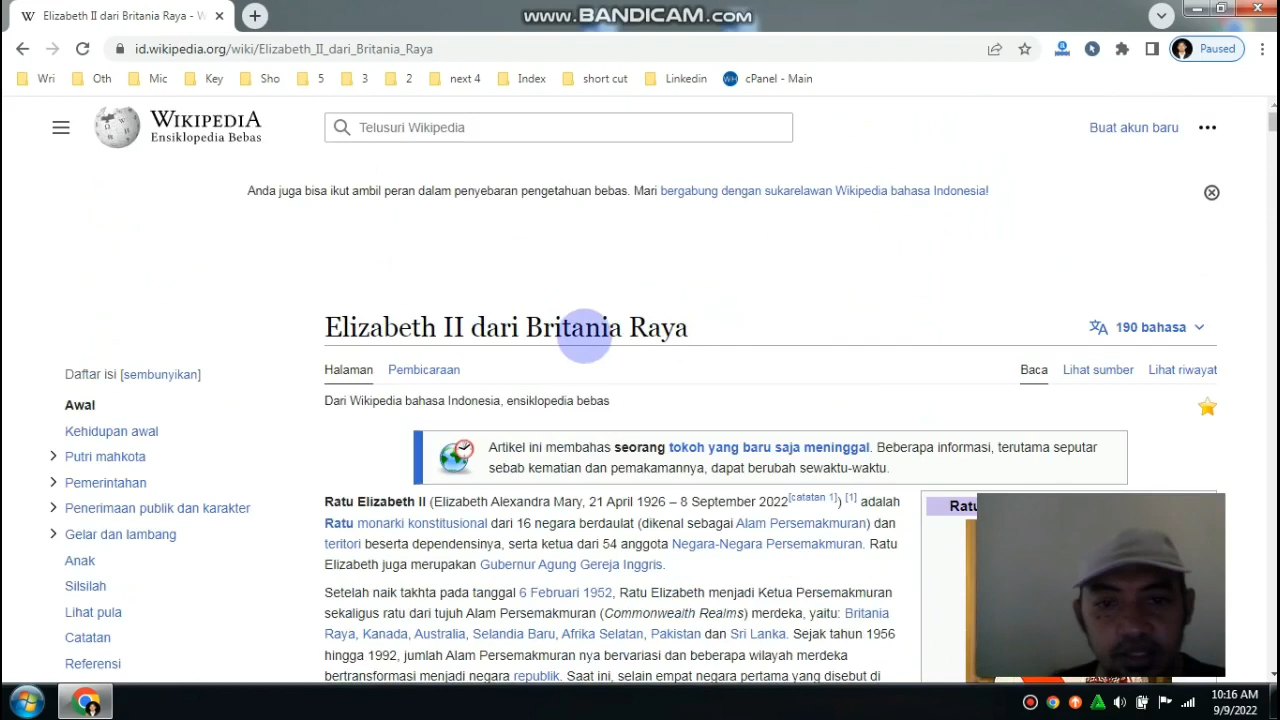 Elizabeth II dari Britania Raya - W
www.BANDICAM.com
id.wikipedia.org/wiki/Elizabeth_II_dari_Britania_Raya
Paused
Wri
Oth
Mic
Key
Sho
5
3
2
next 4
Index
short cut
Linkedin
cPanel - Main
WIKIPEDIA
Ensiklopedia Bebas
Telusuri Wikipedia
Buat akun baru
Anda juga bisa ikut ambil peran dalam penyebaran pengetahuan bebas. Mari bergabung dengan sukarelawan Wikipedia bahasa Indonesia!
Elizabeth II dari Britania Raya
190 bahasa
Halaman
Pembicaraan
Baca
Lihat sumber
Lihat riwayat
Dari Wikipedia bahasa Indonesia, ensiklopedia bebas
Daftar isi [sembunyikan]
Awal
Kehidupan awal
Putri mahkota
Pemerintahan
Penerimaan publik dan karakter
Gelar dan lambang
Anak
Silsilah
Lihat pula
Catatan
Referensi
Artikel ini membahas seorang tokoh yang baru saja meninggal. Beberapa informasi, terutama seputar
sebab kematian dan pemakamannya, dapat berubah sewaktu-waktu.
Ratu Elizabeth II (Elizabeth Alexandra Mary, 21 April 1926 – 8 September 2022[catatan 1]) [1] adalah
Ratu monarki konstitusional dari 16 negara berdaulat (dikenal sebagai Alam Persemakmuran) dan
teritori beserta dependensinya, serta ketua dari 54 anggota Negara-Negara Persemakmuran. Ratu
Elizabeth juga merupakan Gubernur Agung Gereja Inggris.
Setelah naik takhta pada tanggal 6 Februari 1952, Ratu Elizabeth menjadi Ketua Persemakmuran
sekaligus ratu dari tujuh Alam Persemakmuran (Commonwealth Realms) merdeka, yaitu: Britania
Raya, Kanada, Australia, Selandia Baru, Afrika Selatan, Pakistan dan Sri Lanka. Sejak tahun 1956
hingga 1992, jumlah Alam Persemakmuran nya bervariasi dan beberapa wilayah merdeka
bertransformasi menjadi negara republik. Saat ini, selain empat negara pertama yang disebut di
Ratu
10:16 AM
9/9/2022